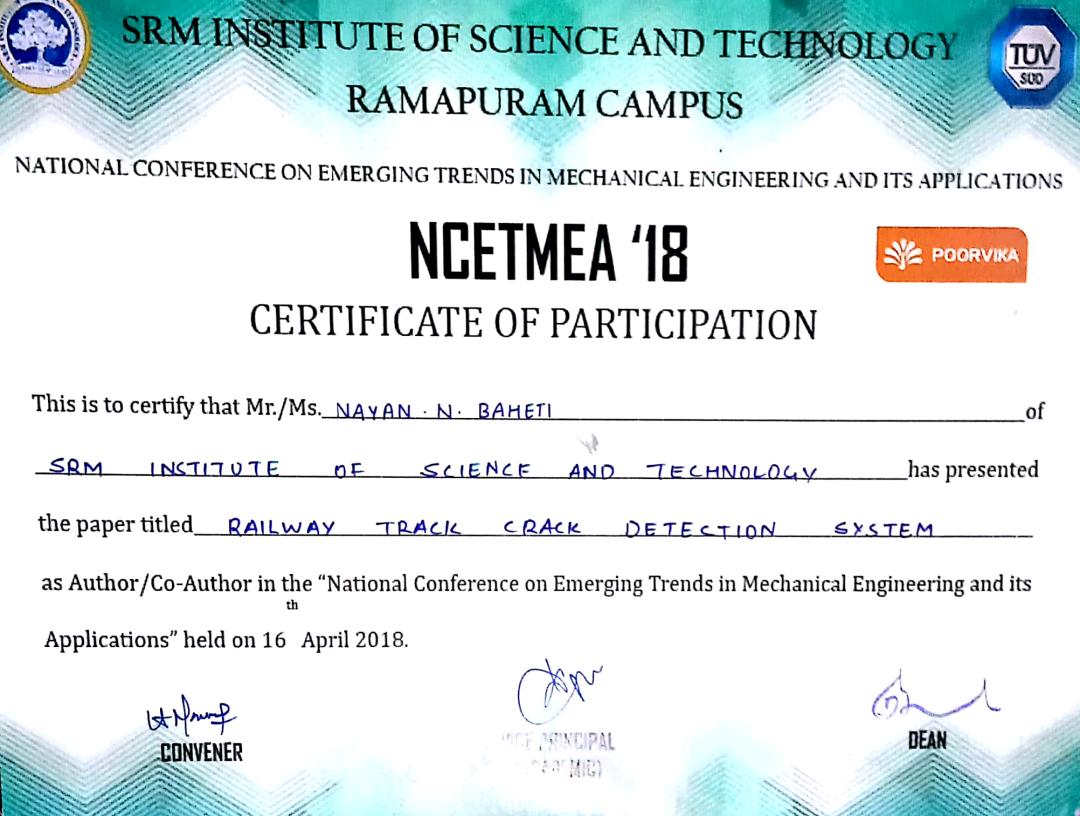 SRM INSTITUTE OF SCIENCE AND TECHNOLOGY
RAMAPURAM CAMPUS
TÜV
SÜD
NATIONAL CONFERENCE ON EMERGING TRENDS IN MECHANICAL ENGINEERING AND ITS APPLICATIONS
NCETMEA '18
POORVIKA
CERTIFICATE OF PARTICIPATION
This is to certify that Mr./Ms. NAYAN . N. BAHETI of
SRM INSTITUTE OF SCIENCE AND TECHNOLOGY has presented
the paper titled RAILWAY TRACK CRACK DETECTION SYSTEM
as Author/Co-Author in the “National Conference on Emerging Trends in Mechanical Engineering and its
Applications” held on 16th April 2018.
CONVENER
VICE PRINCIPAL
DEAN